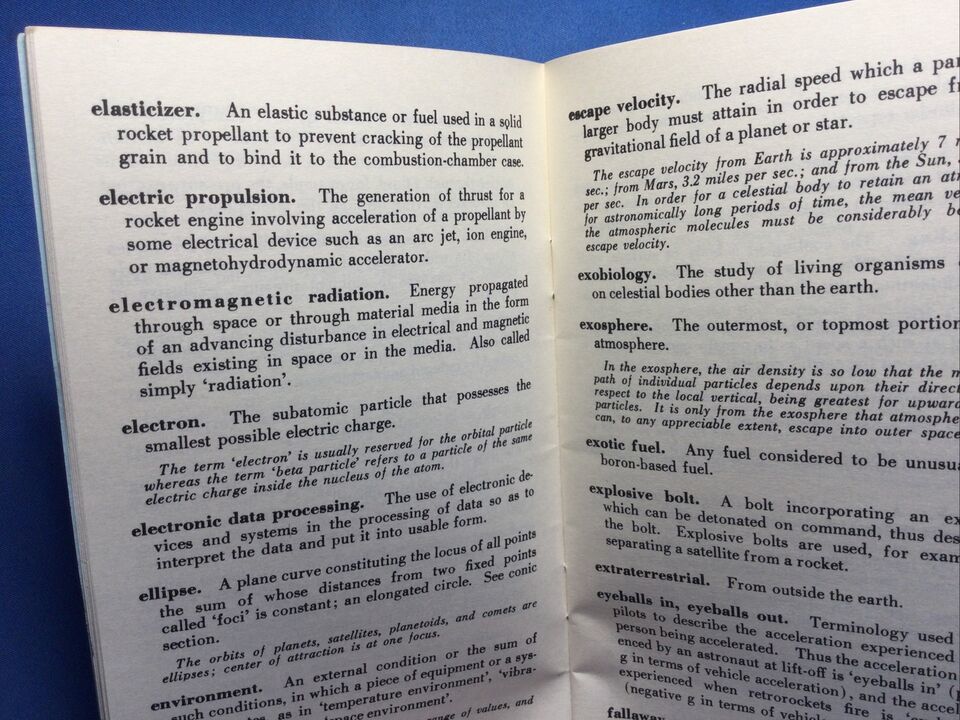 elasticizer. An elastic substance or fuel used in a solid
rocket propellant to prevent cracking of the propellant
grain and to bind it to the combustion-chamber case.
electric propulsion. The generation of thrust for a
rocket engine involving acceleration of a propellant by
some electrical device such as an arc jet, ion engine,
or magnetohydrodynamic accelerator.
electromagnetic radiation. Energy propagated
through space or through material media in the form
of an advancing disturbance in electrical and magnetic
fields existing in space or in the media. Also called
simply 'radiation'.
electron. The subatomic particle that possesses the
smallest possible electric charge.
The term 'electron' is usually reserved for the orbital particle
whereas the term 'beta particle' refers to a particle of the same
electric charge inside the nucleus of the atom.
electronic data processing. The use of electronic de-
vices and systems in the processing of data so as to
interpret the data and put it into usable form.
ellipse. A plane curve constituting the locus of all points
the sum of whose distances from two fixed points
called 'foci' is constant; an elongated circle. See conic
section.
The orbits of planets, satellites, planetoids, and comets are
ellipses; center of attraction is at one focus.
environment. An external condition or the sum of
such conditions, in which a piece of equipment or a sys-
as in 'temperature environment', 'vibra-
environment'.
range of values, and
escape velocity. The radial speed which a
larger body must attain in order to escape
gravitational field of a planet or star.
The escape velocity from Earth is approximately 7
sec.; from Mars, 3.2 miles per sec.; and from the Sun,
per sec. In order for a celestial body to retain an
for astronomically long periods of time, the mean
the atmospheric molecules must be considerably
escape velocity.
exobiology. The study of living organisms
on celestial bodies other than the earth.
exosphere. The outermost, or topmost portion
atmosphere.
In the exosphere, the air density is so low that the
path of individual particles depends upon their
respect to the local vertical, being greatest for
particles. It is only from the exosphere that
can, to any appreciable extent, escape into outer space
exotic fuel. Any fuel considered to be
boron-based fuel.
explosive bolt. A bolt incorporating an
which can be detonated on command, thus
the bolt. Explosive bolts are used, for
separating a satellite from a rocket.
extraterrestrial. From outside the earth.
eyeballs in, eyeballs out. Terminology used
pilots to describe the acceleration experienced
person being accelerated. Thus the acceleration
enced by an astronaut at lift-off is 'eyeballs in'
g in terms of vehicle acceleration), and the
experienced when retrorockets fire is
(negative g in terms of
fallaway